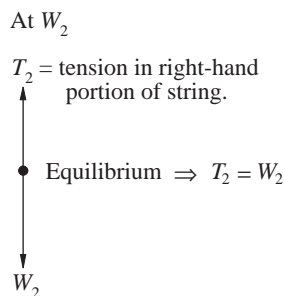 At W₂
T₂ = tension in right-hand
portion of string.
Equilibrium ⇒ T₂ = W₂
W₂